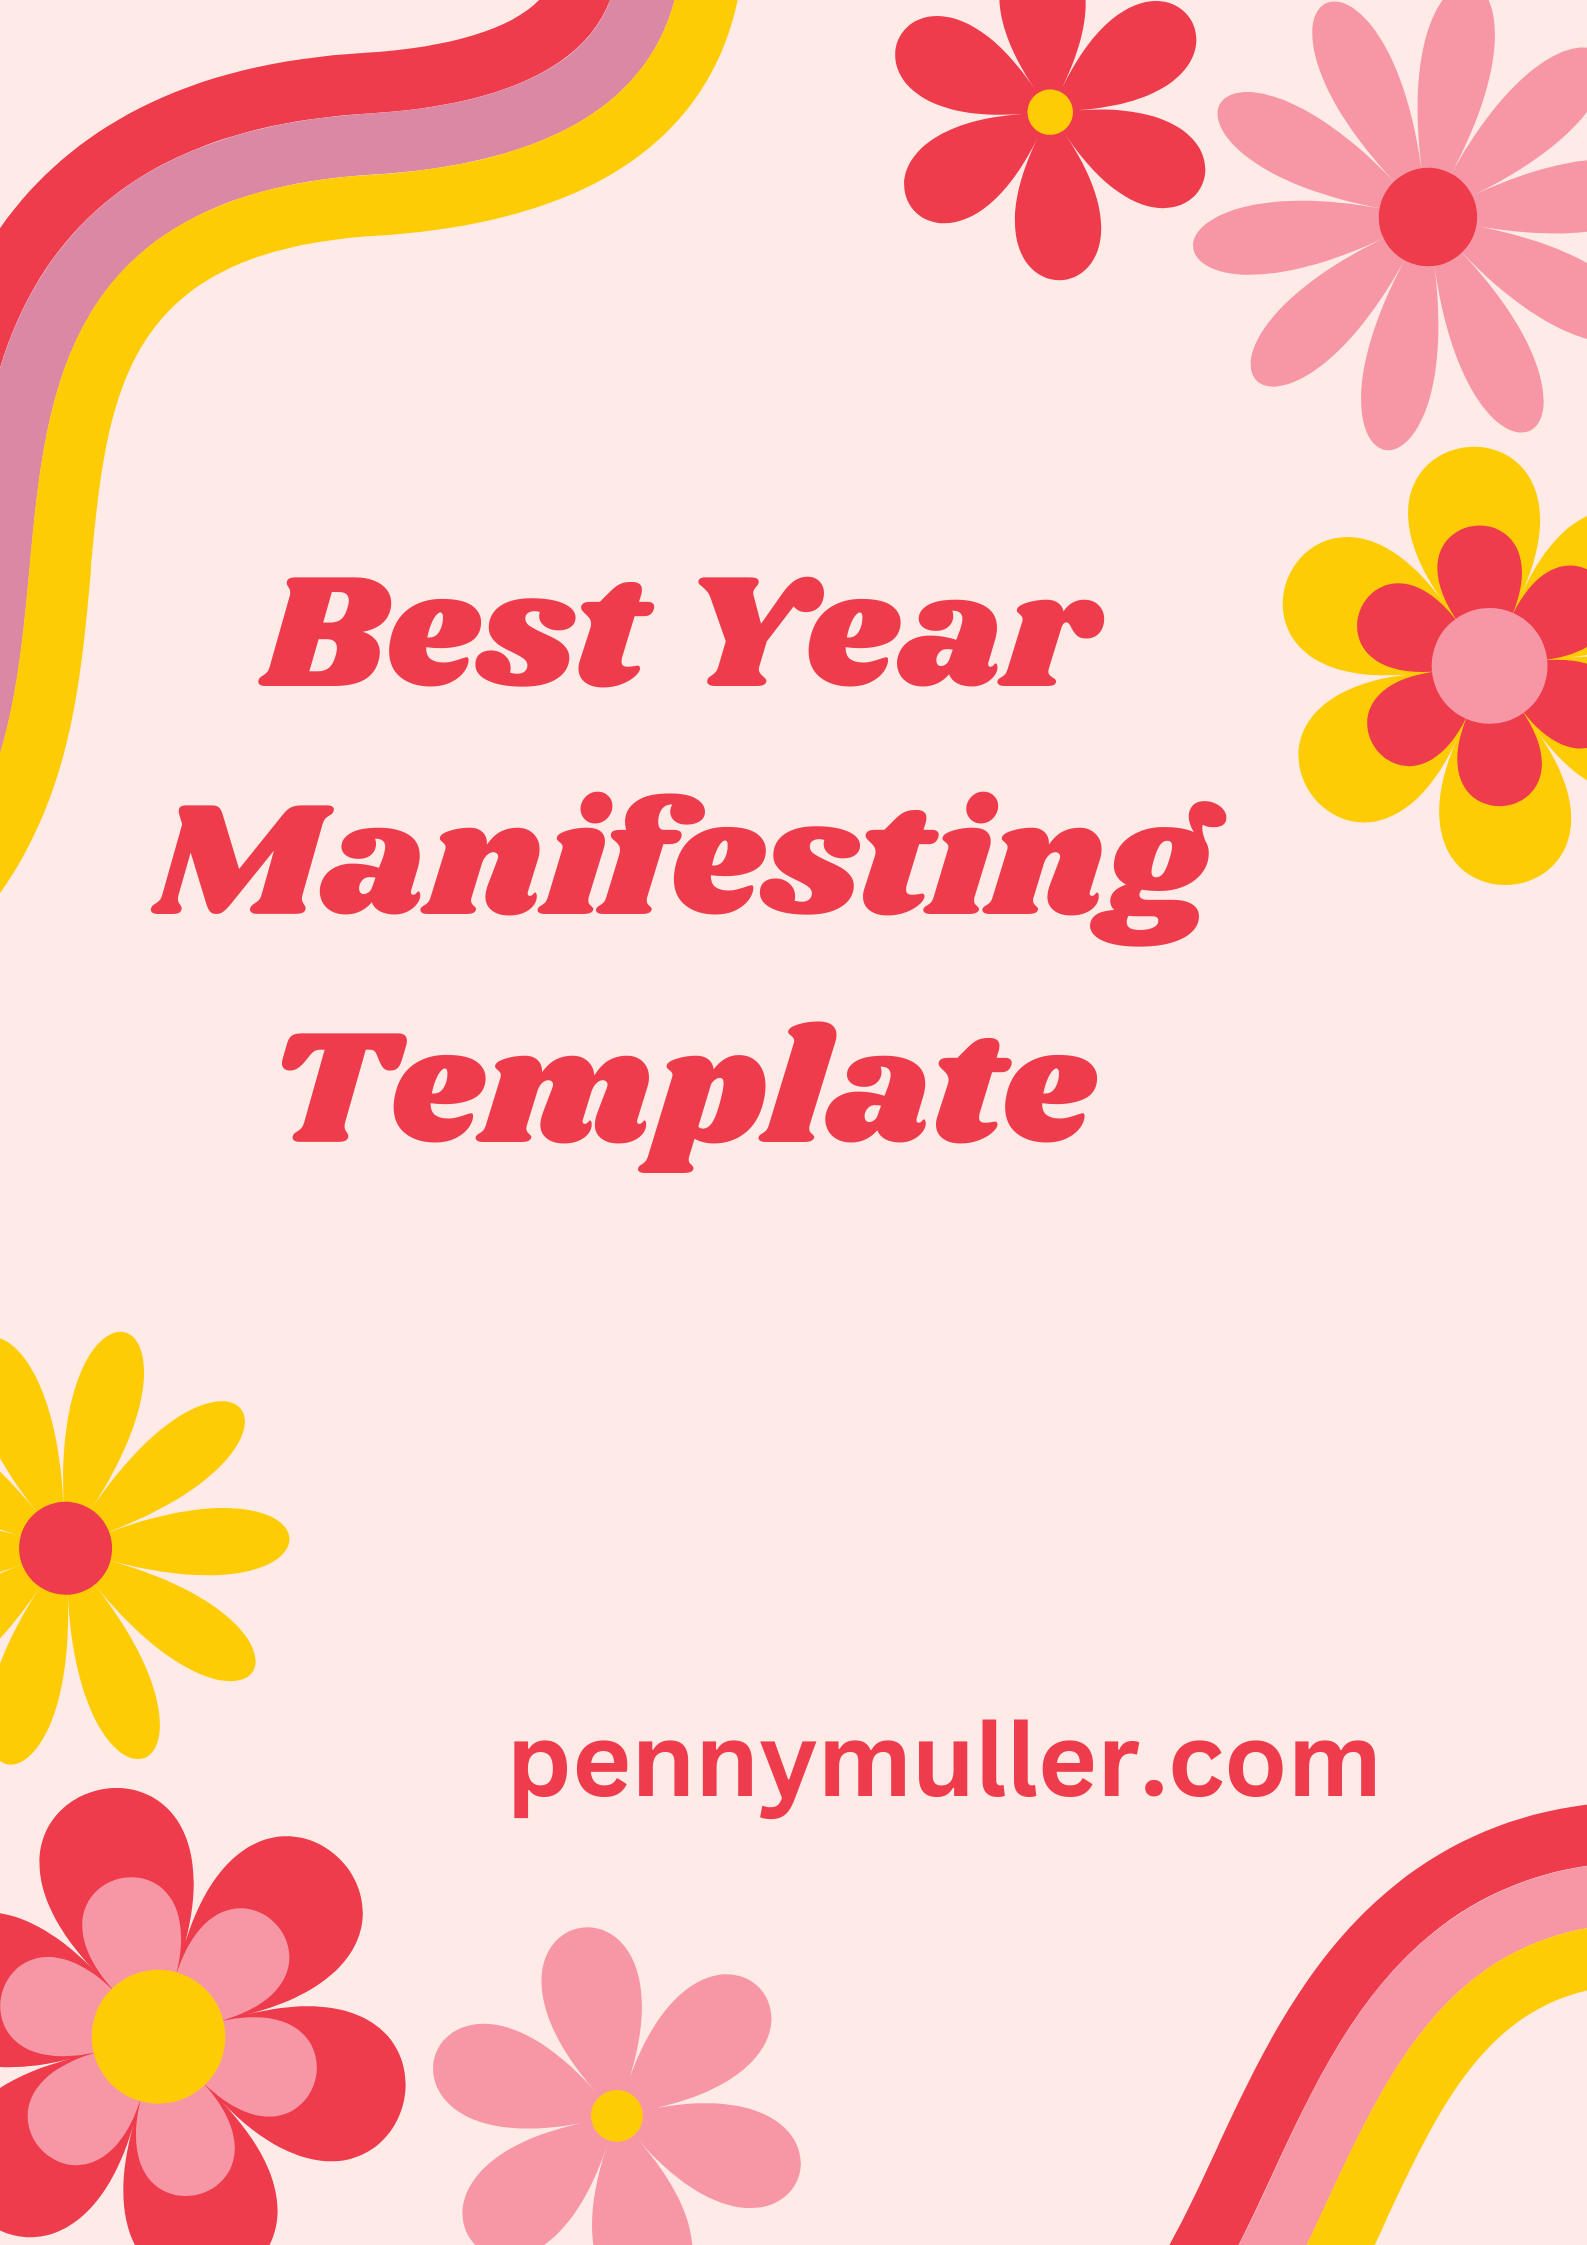 Best Year
Manifesting
Template
pennymuller.com